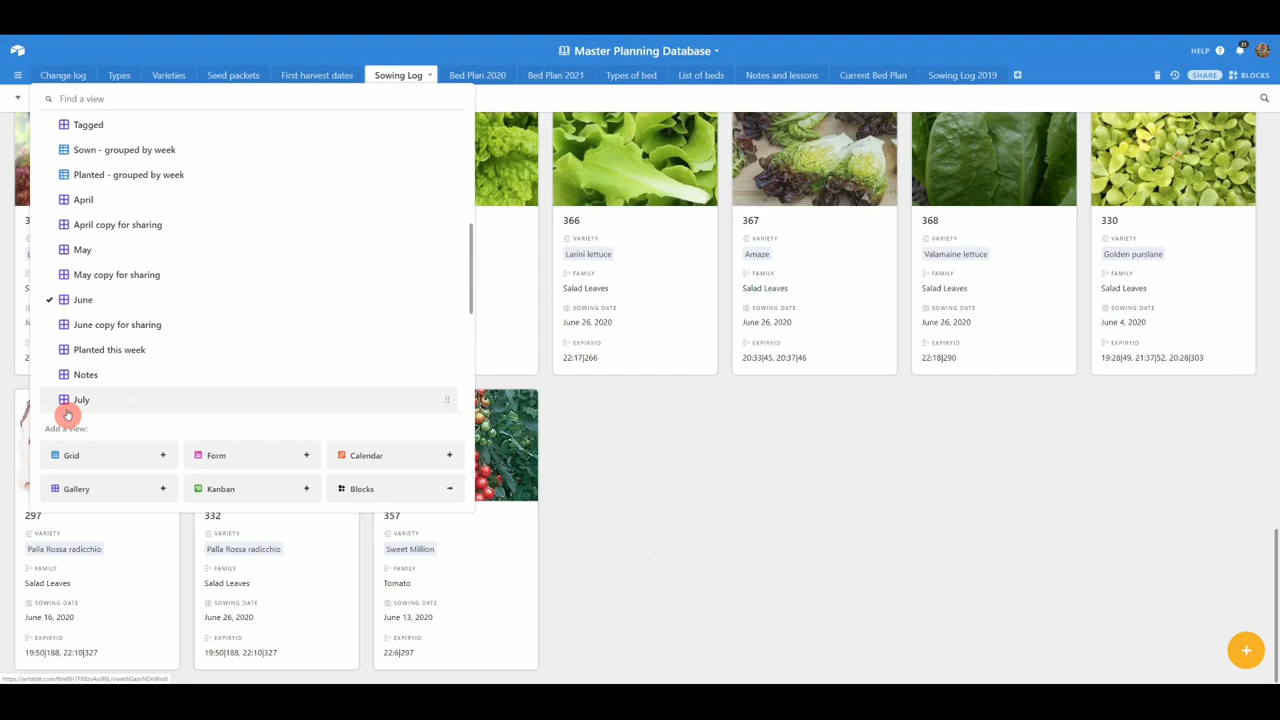 Master Planning Database
HELP
31
Change log
Types
Varieties
Seed packets
First harvest dates
Sowing Log
Bed Plan 2020
Bed Plan 2021
Types of bed
List of beds
Notes and lessons
Current Bed Plan
Sowing Log 2019
SHARE
BLOCKS
Find a view
Tagged
Sown - grouped by week
Planted - grouped by week
April
April copy for sharing
May
May copy for sharing
June
June copy for sharing
Planted this week
Notes
July
Add a view:
Grid
Form
Calendar
Gallery
Kanban
Blocks
366
VARIETY
Larini lettuce
FAMILY
Salad Leaves
SOWING DATE
June 26, 2020
EXPIRYID
22:17|266
367
VARIETY
Amaze
FAMILY
Salad Leaves
SOWING DATE
June 26, 2020
EXPIRYID
20:33|45, 20:37|46
368
VARIETY
Valamaine lettuce
FAMILY
Salad Leaves
SOWING DATE
June 26, 2020
EXPIRYID
22:18|290
330
VARIETY
Golden purslane
FAMILY
Salad Leaves
SOWING DATE
June 4, 2020
EXPIRYID
19:28|49, 21:37|52, 20:28|303
297
VARIETY
Palla Rossa radicchio
FAMILY
Salad Leaves
SOWING DATE
June 16, 2020
EXPIRYID
19:50|188, 22:10|327
332
VARIETY
Palla Rossa radicchio
FAMILY
Salad Leaves
SOWING DATE
June 26, 2020
EXPIRYID
19:50|188, 22:10|327
357
VARIETY
Sweet Million
FAMILY
Tomato
SOWING DATE
June 13, 2020
EXPIRYID
22:6|297